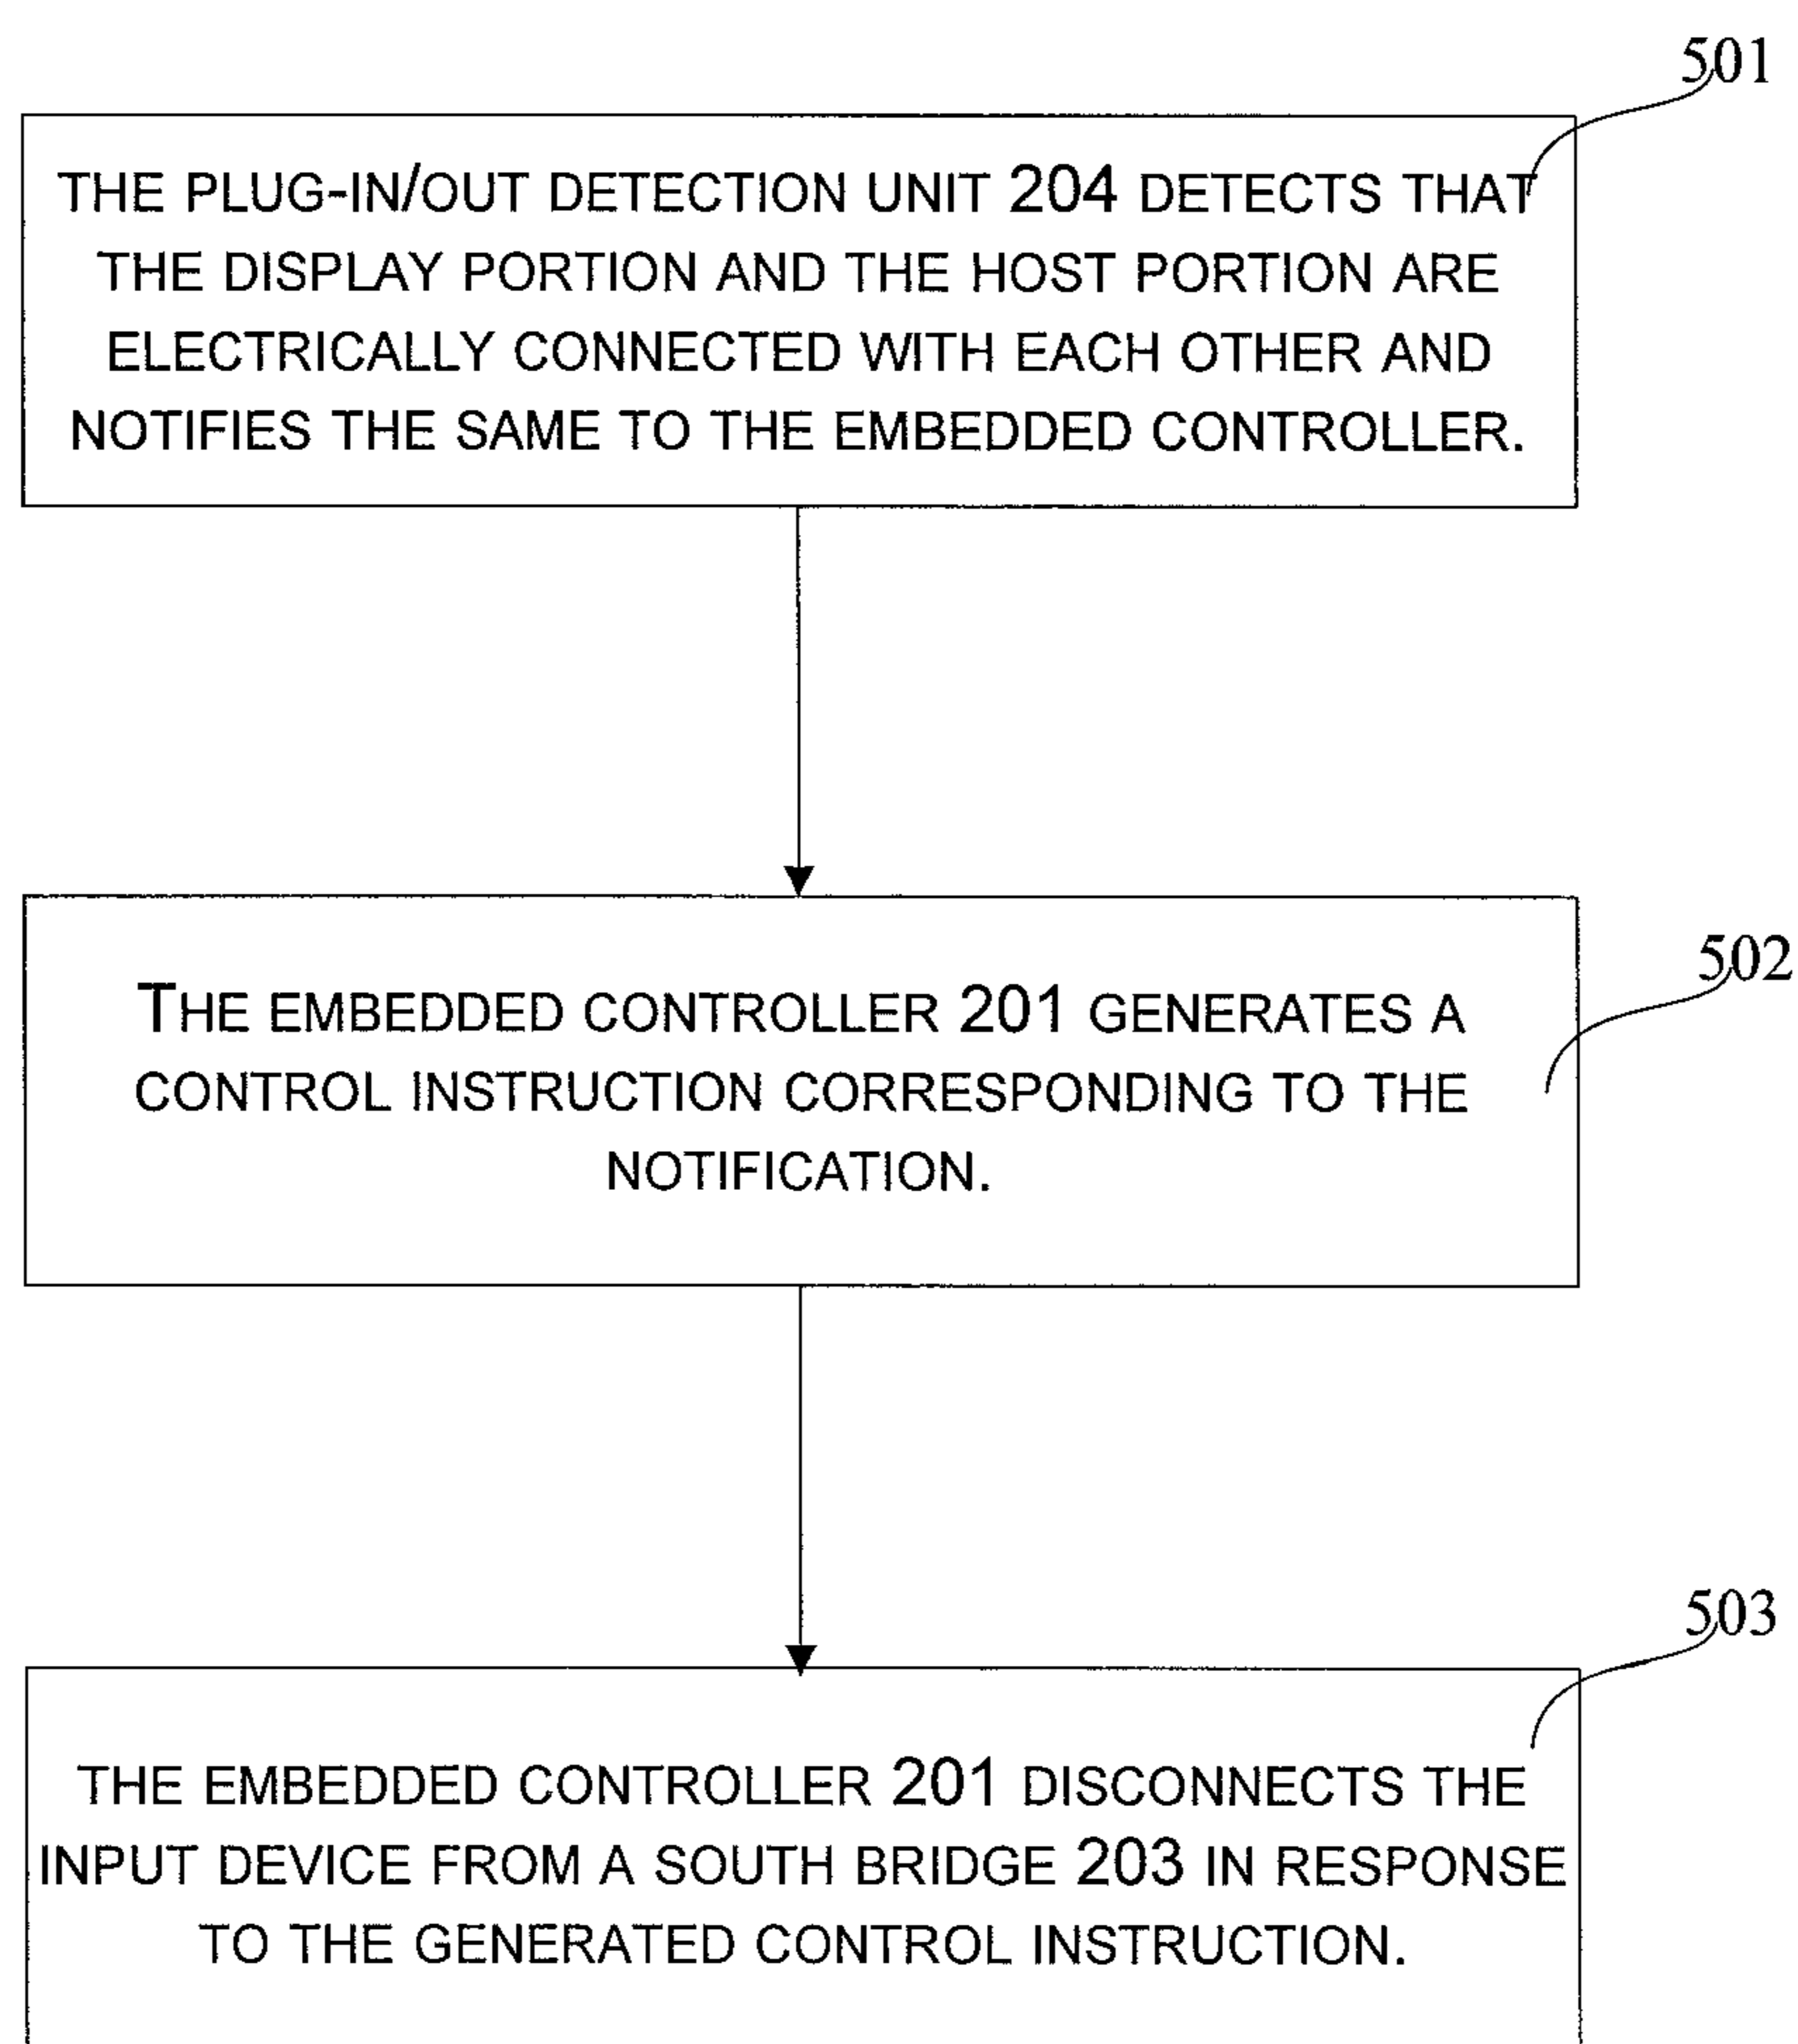 501
THE PLUG-IN/OUT DETECTION UNIT 204 DETECTS THAT
THE DISPLAY PORTION AND THE HOST PORTION ARE
ELECTRICALLY CONNECTED WITH EACH OTHER AND
NOTIFIES THE SAME TO THE EMBEDDED CONTROLLER.
502
THE EMBEDDED CONTROLLER 201 GENERATES A
CONTROL INSTRUCTION CORRESPONDING TO THE
NOTIFICATION.
503
THE EMBEDDED CONTROLLER 201 DISCONNECTS THE
INPUT DEVICE FROM A SOUTH BRIDGE 203 IN RESPONSE
TO THE GENERATED CONTROL INSTRUCTION.